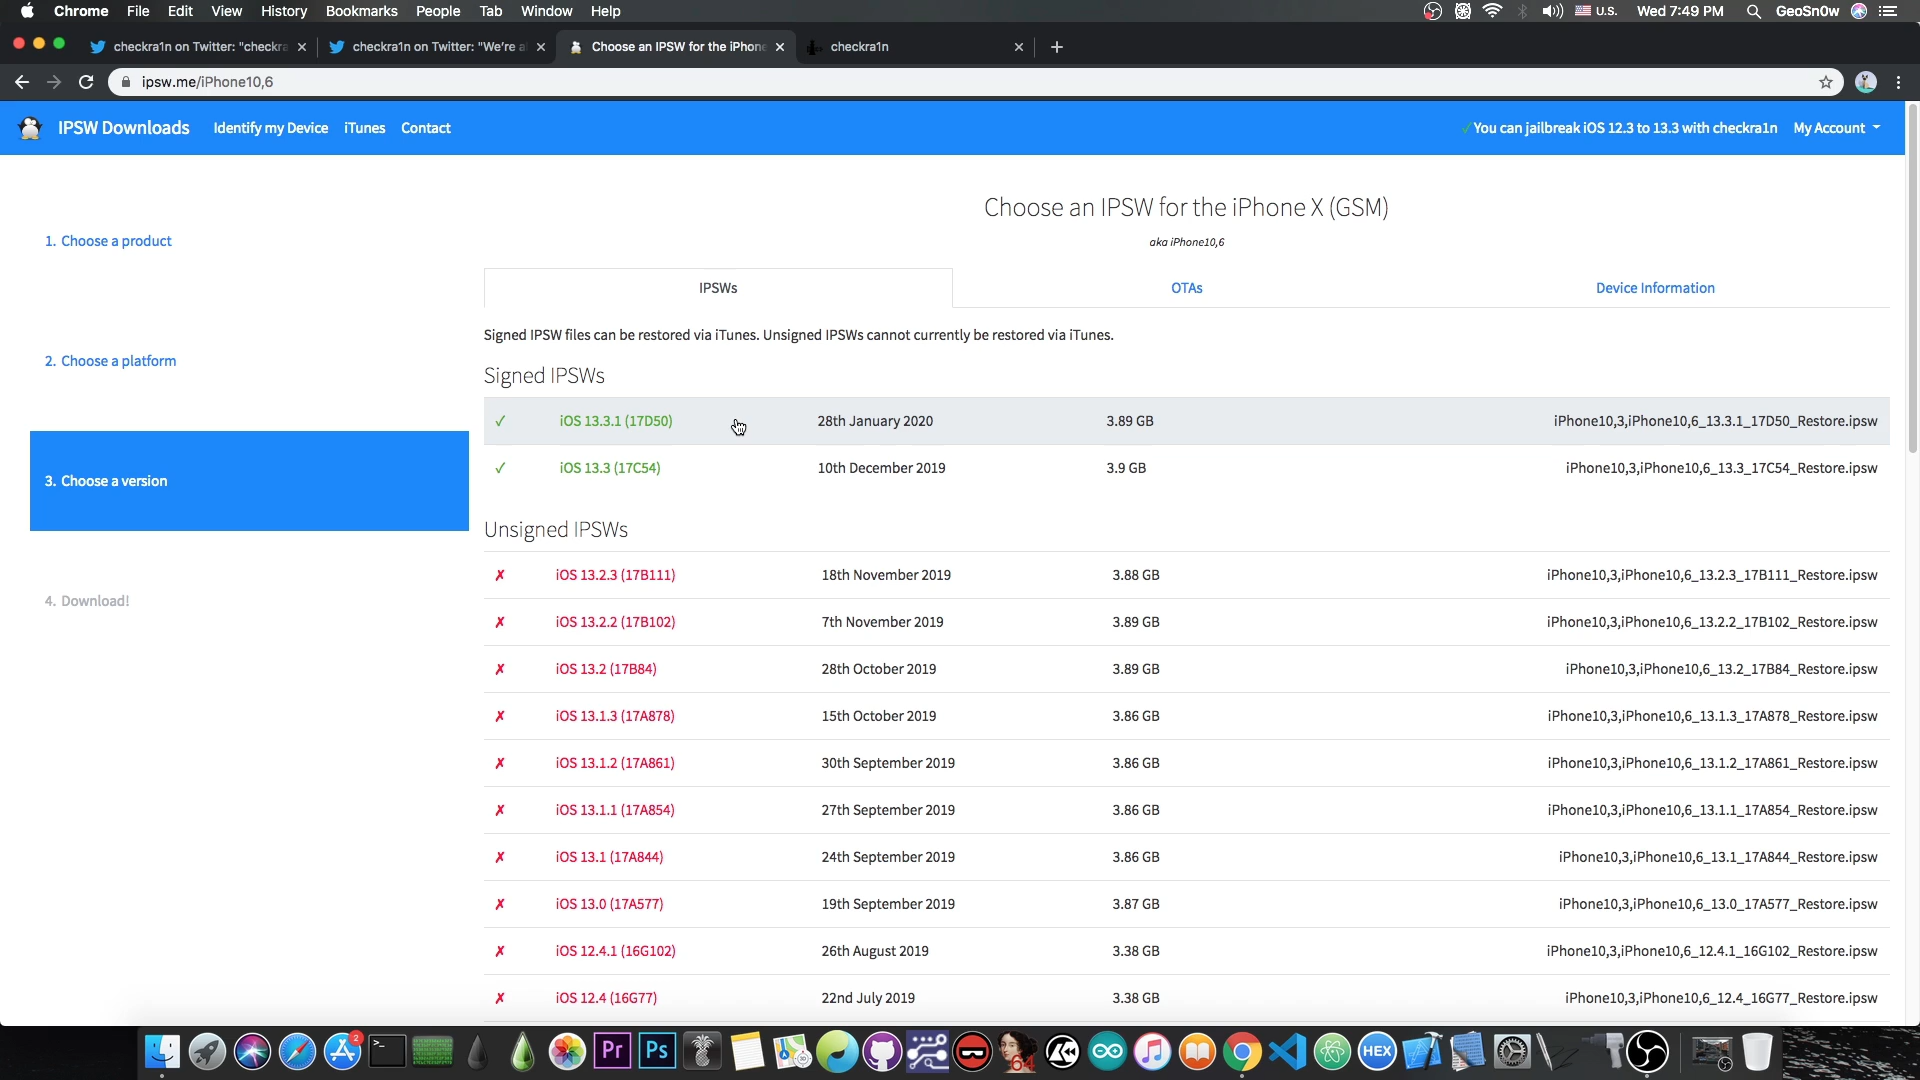 Chrome File Edit View History Bookmarks People Tab Window Help
U.S. Wed 7:49 PM GeoSn0w
checkra1n on Twitter: "checkra
checkra1n on Twitter: "We're a
Choose an IPSW for the iPhone
checkra1n
ipsw.me/iPhone10,6
IPSW Downloads Identify my Device iTunes Contact
✓You can jailbreak iOS 12.3 to 13.3 with checkra1n My Account
1. Choose a product
2. Choose a platform
3. Choose a version
4. Download!
Choose an IPSW for the iPhone X (GSM)
aka iPhone10,6
IPSWs OTAs Device Information
Signed IPSW files can be restored via iTunes. Unsigned IPSWs cannot currently be restored via iTunes.
Signed IPSWs
✓ iOS 13.3.1 (17D50) 28th January 2020 3.89 GB iPhone10,3,iPhone10,6_13.3.1_17D50_Restore.ipsw
✓ iOS 13.3 (17C54) 10th December 2019 3.9 GB iPhone10,3,iPhone10,6_13.3_17C54_Restore.ipsw
Unsigned IPSWs
✗ iOS 13.2.3 (17B111) 18th November 2019 3.88 GB iPhone10,3,iPhone10,6_13.2.3_17B111_Restore.ipsw
✗ iOS 13.2.2 (17B102) 7th November 2019 3.89 GB iPhone10,3,iPhone10,6_13.2.2_17B102_Restore.ipsw
✗ iOS 13.2 (17B84) 28th October 2019 3.89 GB iPhone10,3,iPhone10,6_13.2_17B84_Restore.ipsw
✗ iOS 13.1.3 (17A878) 15th October 2019 3.86 GB iPhone10,3,iPhone10,6_13.1.3_17A878_Restore.ipsw
✗ iOS 13.1.2 (17A861) 30th September 2019 3.86 GB iPhone10,3,iPhone10,6_13.1.2_17A861_Restore.ipsw
✗ iOS 13.1.1 (17A854) 27th September 2019 3.86 GB iPhone10,3,iPhone10,6_13.1.1_17A854_Restore.ipsw
✗ iOS 13.1 (17A844) 24th September 2019 3.86 GB iPhone10,3,iPhone10,6_13.1_17A844_Restore.ipsw
✗ iOS 13.0 (17A577) 19th September 2019 3.87 GB iPhone10,3,iPhone10,6_13.0_17A577_Restore.ipsw
✗ iOS 12.4.1 (16G102) 26th August 2019 3.38 GB iPhone10,3,iPhone10,6_12.4.1_16G102_Restore.ipsw
✗ iOS 12.4 (16G77) 22nd July 2019 3.38 GB iPhone10,3,iPhone10,6_12.4_16G77_Restore.ipsw
2 Pr Ps 64 HEX